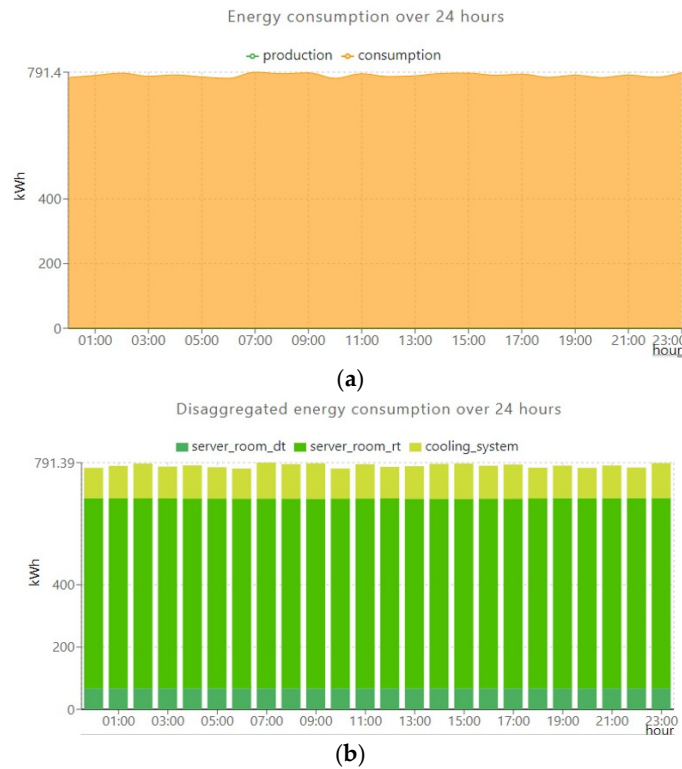 Energy consumption over 24 hours
production consumption
791.4
400
200
0
kWh
01:00 03:00 05:00 07:00 09:00 11:00 13:00 15:00 17:00 19:00 21:00 23:00
hour
(a)
Disaggregated energy consumption over 24 hours
server_room_dt server_room_rt cooling_system
791.39
400
200
0
kWh
01:00 03:00 05:00 07:00 09:00 11:00 13:00 15:00 17:00 19:00 21:00 23:00
hour
(b)